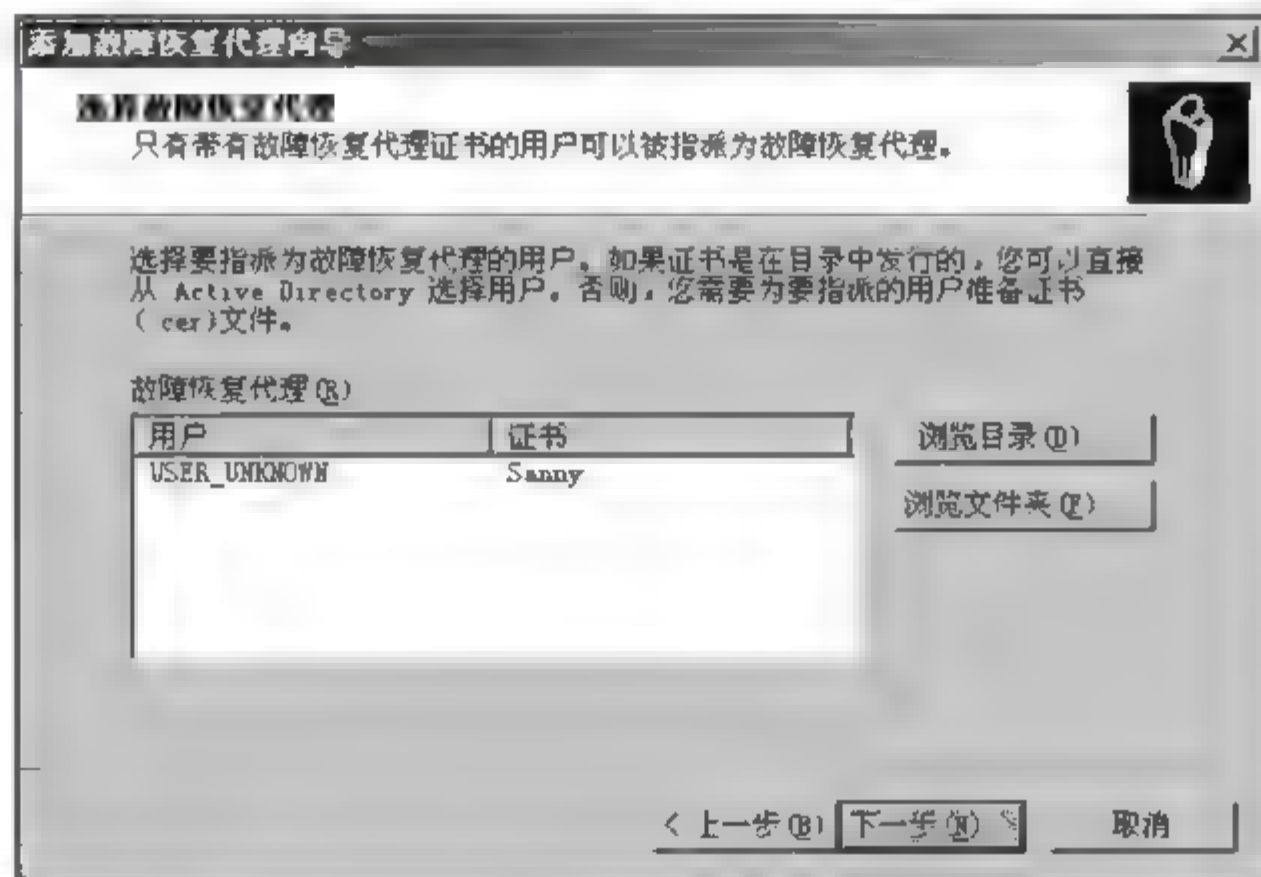 添加故障恢复代理向导
选择故障恢复代理
只有带有故障恢复代理证书的用户可以被指派为故障恢复代理。
选择要指派为故障恢复代理的用户。如果证书是在目录中发行的，您可以直接
从 Active Directory 选择用户。否则，您需要为要指派的用户准备证书
( cer)文件。
故障恢复代理(R)
用户 证书
浏览目录(D)
USER_UNKNOWN Sanny
浏览文件夹(F)
< 上一步(B) 下一步(N) > 取消